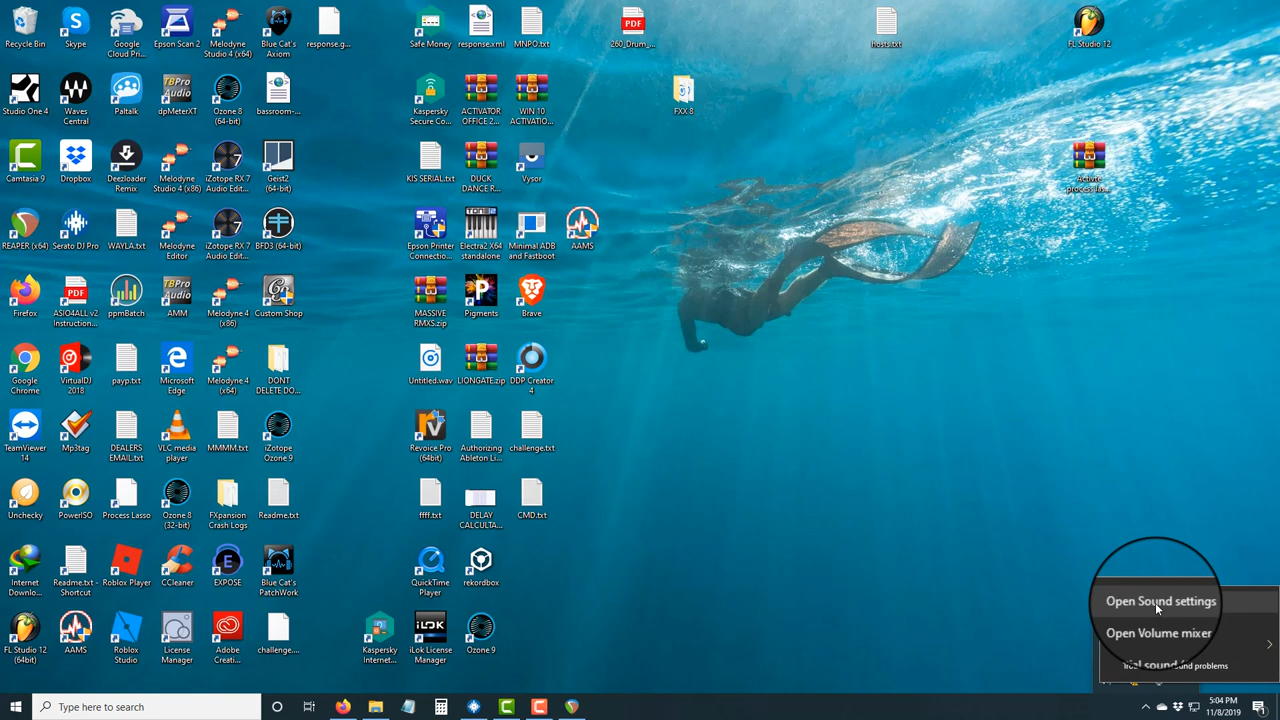 Recycle Bin
Skype
Google
Cloud Pri...
Epson Scan 2
Melodyne
Studio 4 (x64)
Blue Cat's
Axiom
response.g...
Safe Money
response.xml
MNPO.txt
260_Drum_...
hosts.txt
FL Studio 12
Studio One 4
Waves
Central
Paltalk
TBPro
Audio
dpMeterXT
Ozone 8
(64-bit)
bassroom-...
Kaspersky
Secure Co...
ACTIVATOR
OFFICE 2...
WIN 10
ACTIVATIO...
FXX 8
Camtasia 9
Dropbox
Deezloader
Remix
Melodyne
Studio 4 (x86)
iZotope RX 7
Audio Edit...
Geist2
(64-bit)
KIS SERIAL.txt
DUCK
DANCE R...
Vysor
REAPER (x64)
Serato DJ Pro
WAYLA.txt
Melodyne
Editor
iZotope RX 7
Audio Edit...
BFD3 (64-bit)
Epson Printer
Connectio...
Electra2 X64
standalone
Minimal ADB
and Fastboot
AAMS
Firefox
ASIO4ALL v2
Instruction...
ppmBatch
TBPro
Audio
AMM
Melodyne 4
(x86)
Custom Shop
MASSIVE
RMXS.zip
Pigments
Brave
Google
Chrome
VirtualDJ
2018
payp.txt
Microsoft
Edge
Melodyne 4
(x64)
DONT
DELETE DO...
Untitled.wav
LIONGATE.zip
DDP Creator
4
TeamViewer
14
Mp3tag
DEALERS
EMAIL.txt
VLC media
player
MMMM.txt
iZotope
Ozone 9
Revoice Pro
(64bit)
Authorizing
Ableton Li...
challenge.txt
Unchecky
PowerISO
Process Lasso
Ozone 8
(32-bit)
FXpansion
Crash Logs
Readme.txt
ffff.txt
DELAY
CALCULTA...
CMD.txt
Internet
Downlo...
Readme.txt -
Shortcut
Roblox Player
CCleaner
EXPOSE
Blue Cat's
PatchWork
QuickTime
Player
rekordbox
FL Studio 12
(64bit)
AAMS
Roblox
Studio
License
Manager
Adobe
Creati...
challenge....
Kaspersky
Internet...
iLOK
iLok License
Manager
Ozone 9
Open Sound settings
Open Volume mixer
sound
problems
Type here to search
5:04 PM
11/8/2019